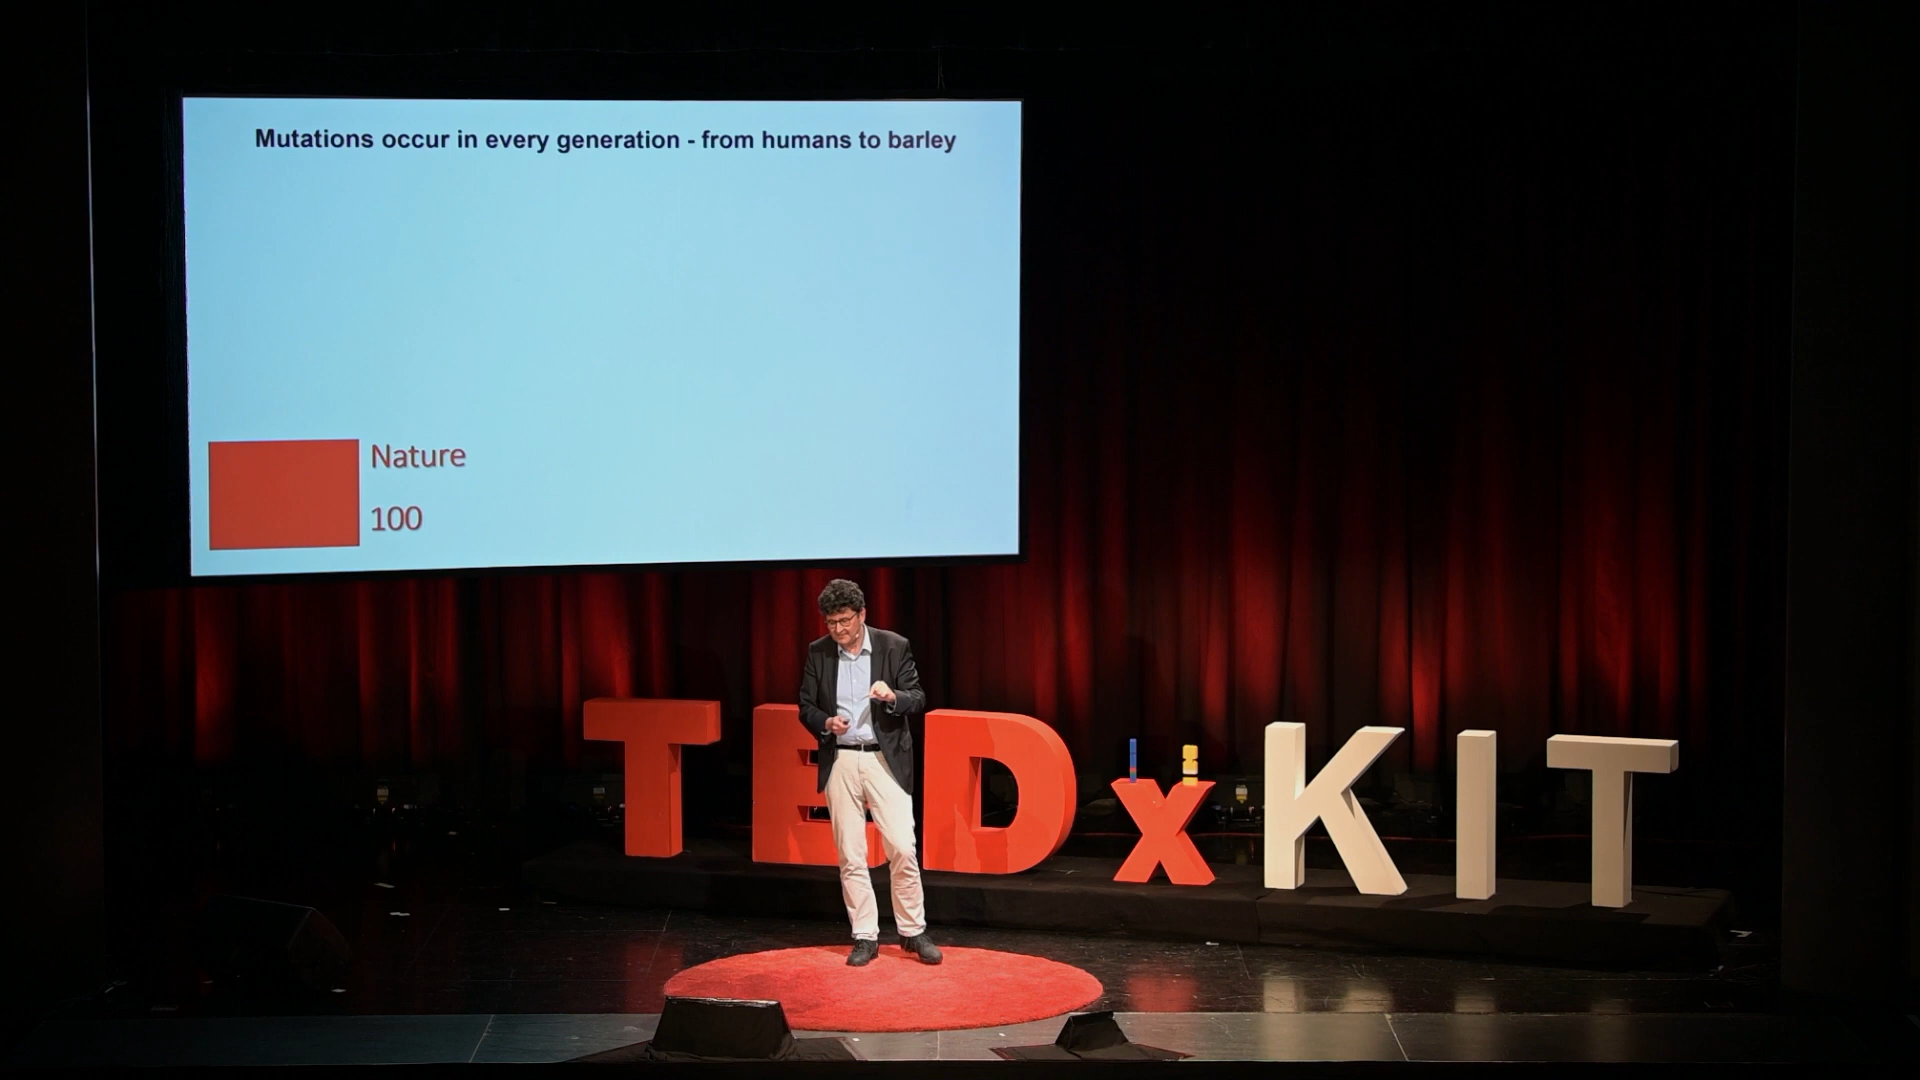 Mutations occur in every generation - from humans to barley
Nature
100
TEDxKIT